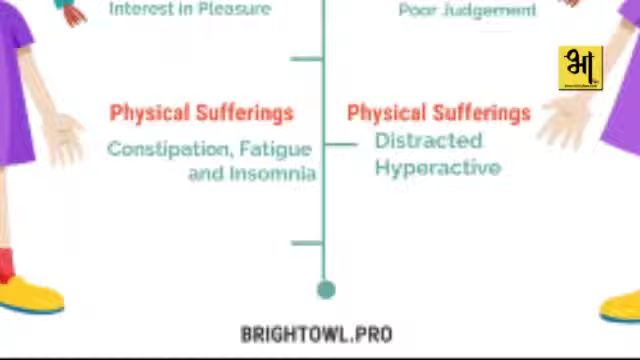 Interest in Pleasure
Poor Judgement
भा
Physical Sufferings
Constipation, Fatigue
and Insomnia
Physical Sufferings
Distracted
Hyperactive
BRIGHTOWL.PRO